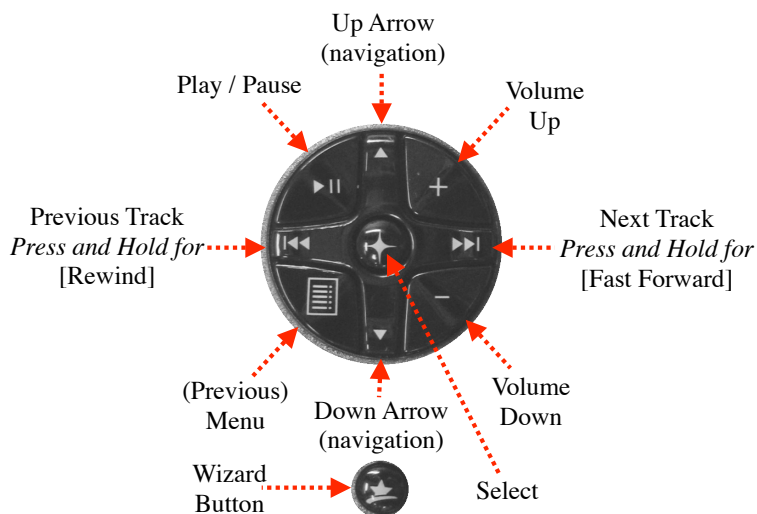 Up Arrow
(navigation)
Play / Pause
Volume
Up
Previous Track
Press and Hold for
[Rewind]
Next Track
Press and Hold for
[Fast Forward]
(Previous)
Menu
Down Arrow
(navigation)
Volume
Down
Wizard
Button
Select